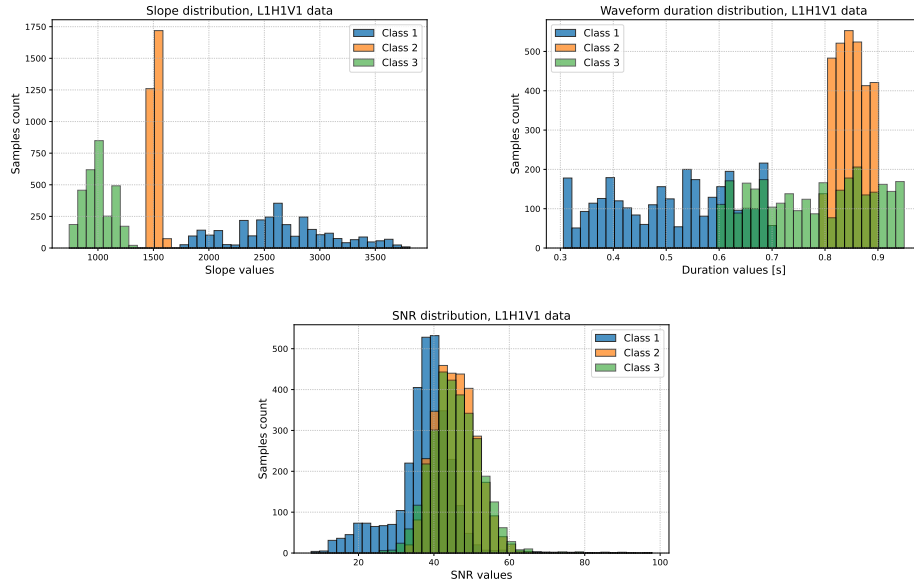 Slope distribution, L1H1V1 data
Samples count
1750
1500
1250
1000
750
500
250
0
1000
1500
2000
2500
3000
3500
Slope values
Class 1
Class 2
Class 3
Waveform duration distribution, L1H1V1 data
Samples count
500
400
300
200
100
0
0.3
0.4
0.5
0.6
0.7
0.8
0.9
Duration values [s]
Class 1
Class 2
Class 3
SNR distribution, L1H1V1 data
Samples count
500
400
300
200
100
0
20
40
60
80
100
SNR values
Class 1
Class 2
Class 3